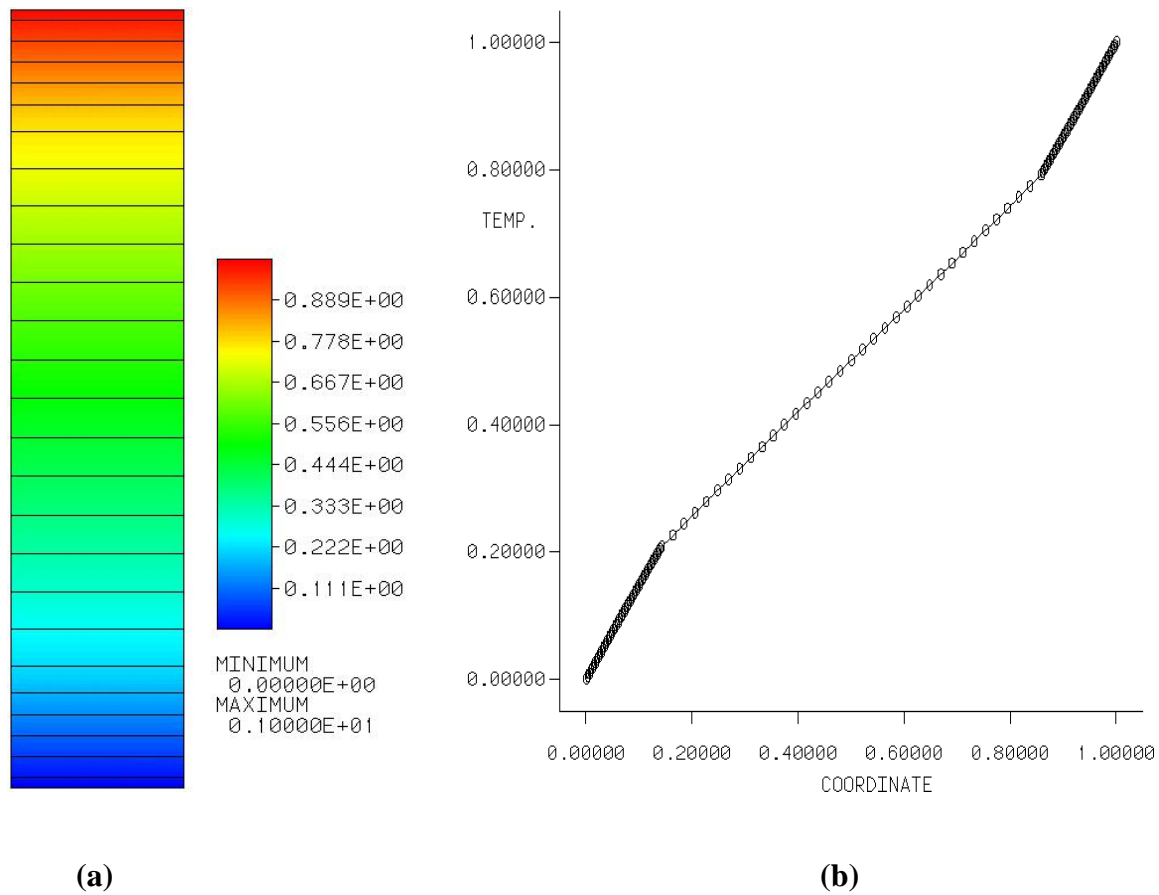 0.889E+00
0.778E+00
0.667E+00
0.556E+00
0.444E+00
0.333E+00
0.222E+00
0.111E+00
MINIMUM
0.00000E+00
MAXIMUM
0.10000E+01
1.00000
0.80000
TEMP.
0.60000
0.40000
0.20000
0.00000
0.00000 0.20000 0.40000 0.60000 0.80000 1.00000
COORDINATE
(a) (b)